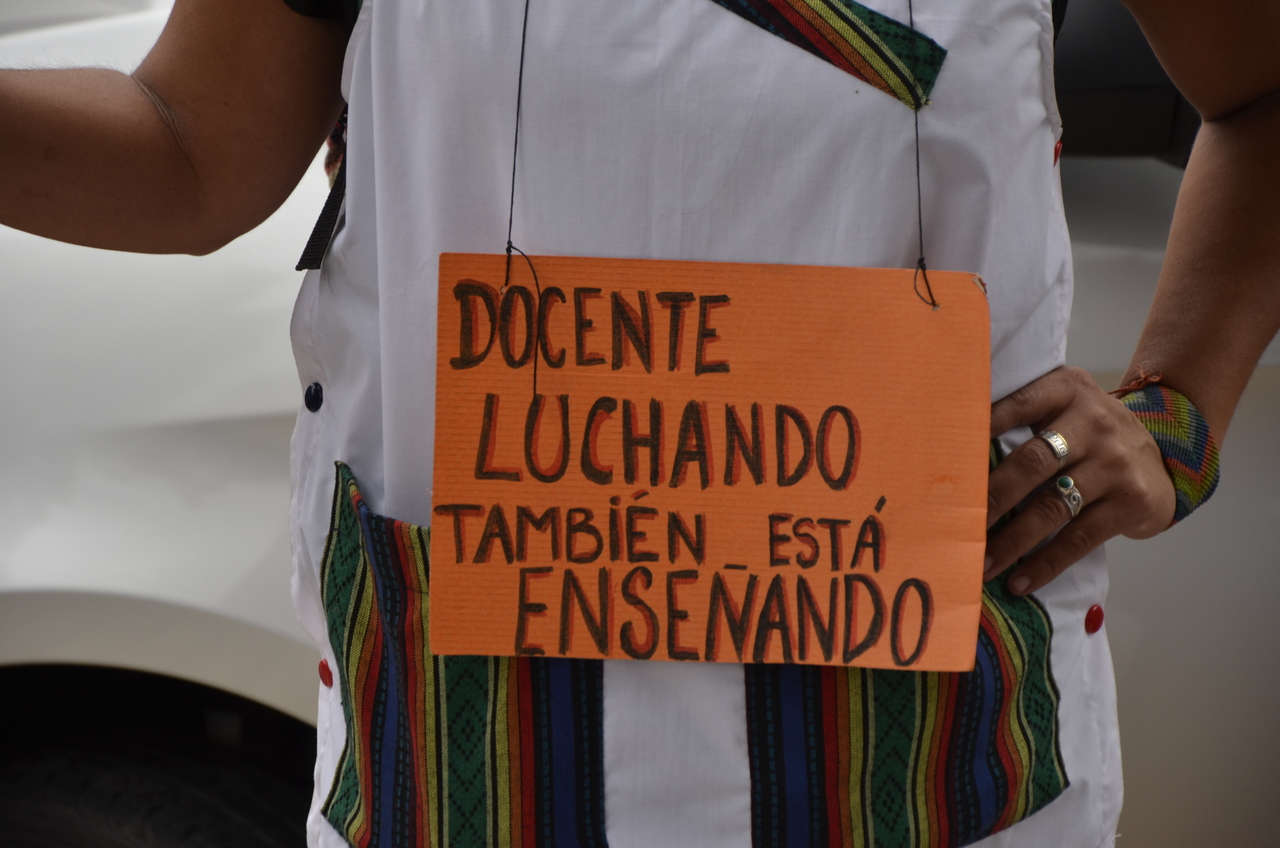 DOCENTE
LUCHANDO
TAMBIÉN ESTÁ
ENSEÑANDO